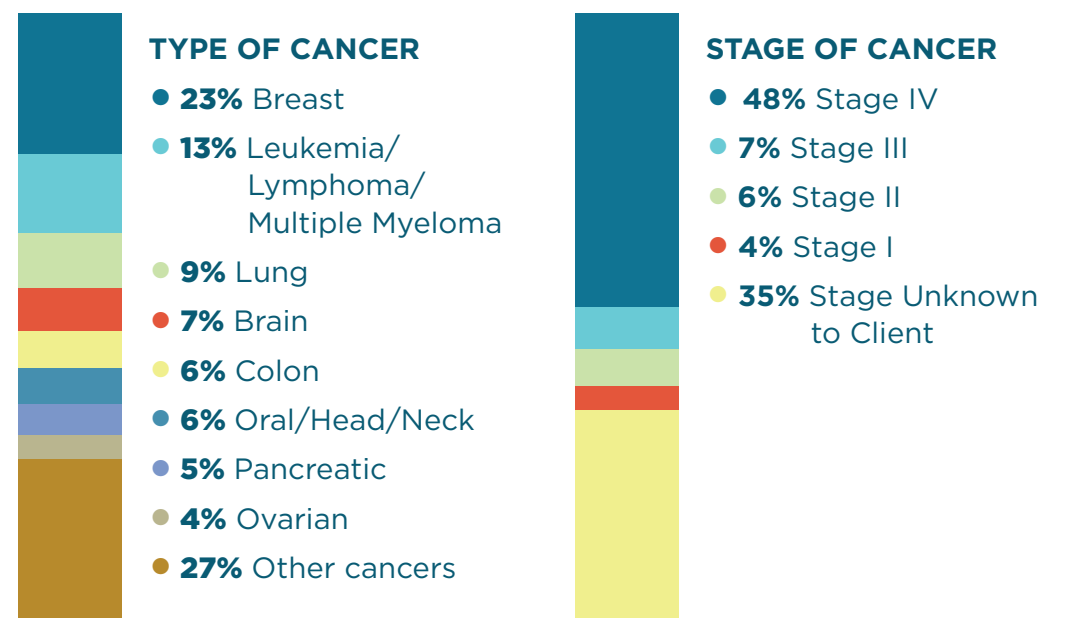 TYPE OF CANCER
23% Breast
13% Leukemia/
Lymphoma/
Multiple Myeloma
9% Lung
7% Brain
6% Colon
6% Oral/Head/Neck
5% Pancreatic
4% Ovarian
27% Other cancers
STAGE OF CANCER
48% Stage IV
7% Stage III
6% Stage II
4% Stage I
35% Stage Unknown
to Client